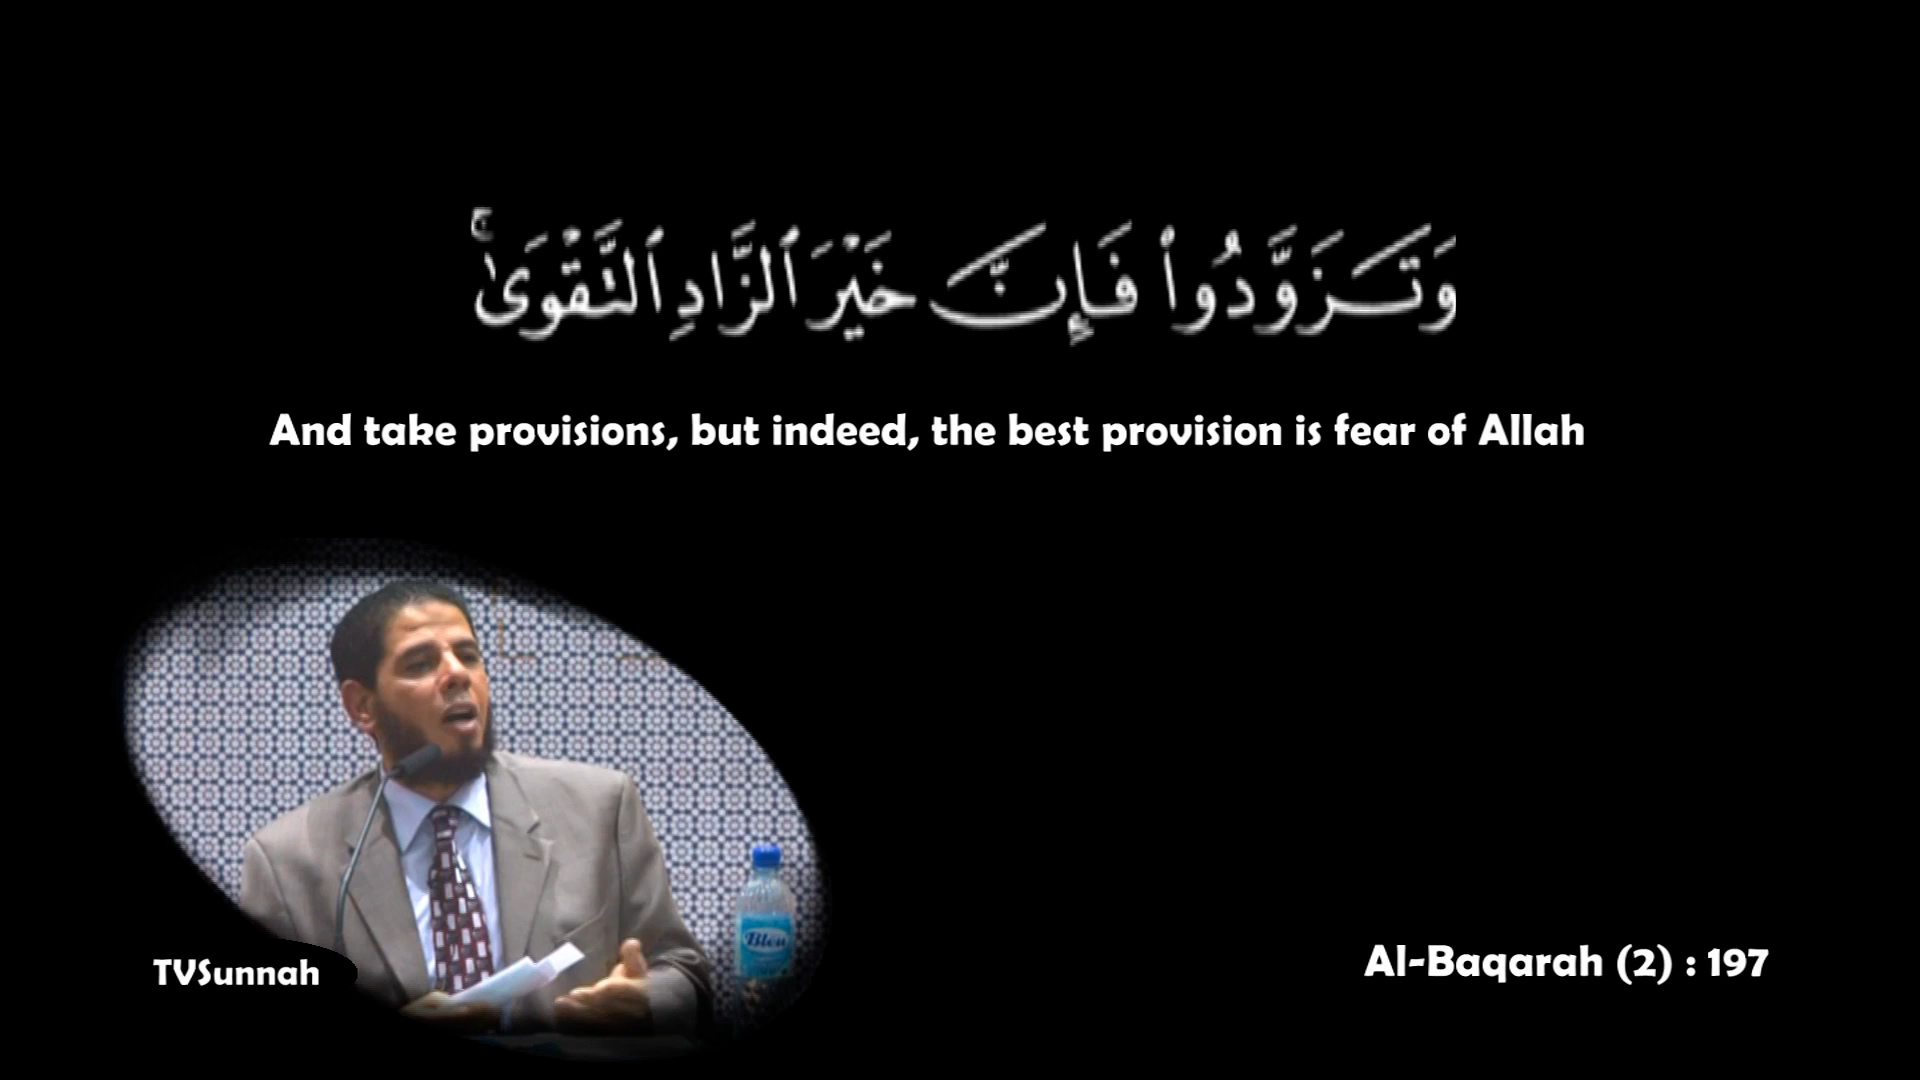 وَتَزَوَّدُوا۟ فَإِنَّ خَيْرَ ٱلزَّادِ ٱلتَّقْوَىٰ ۚ
And take provisions, but indeed, the best provision is fear of Allah
Bleu
TVSunnah
Al-Baqarah (2) : 197